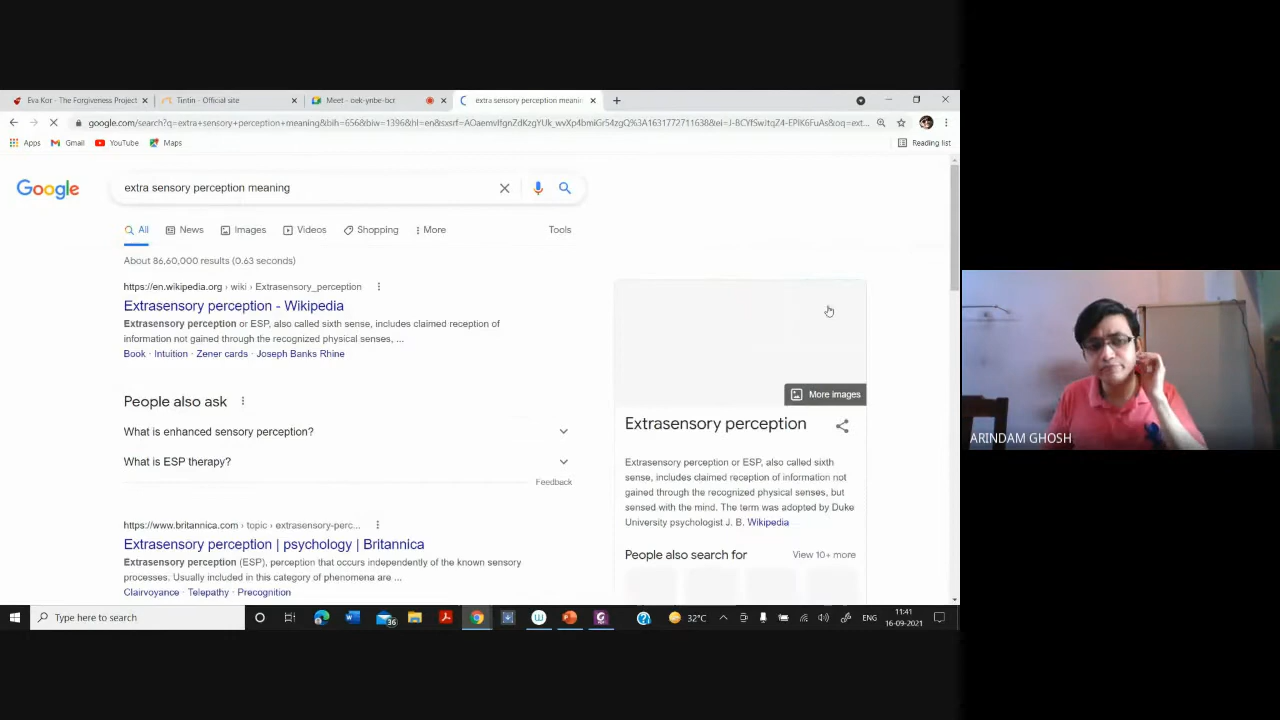 Eva Kor - The Forgiveness Project
Tintin - Official site
Meet - oek-ynbe-bcr
extra sensory perception meanin
Apps
Gmail
YouTube
Maps
Reading list
Google
extra sensory perception meaning
All
News
Images
Videos
Shopping
More
Tools
About 86,60,000 results (0.63 seconds)
https://en.wikipedia.org › wiki › Extrasensory_perception
Extrasensory perception - Wikipedia
Extrasensory perception or ESP, also called sixth sense, includes claimed reception of
information not gained through the recognized physical senses, ...
Book · Intuition · Zener cards · Joseph Banks Rhine
People also ask
What is enhanced sensory perception?
What is ESP therapy?
Feedback
https://www.britannica.com › topic › extrasensory-perc...
Extrasensory perception | psychology | Britannica
Extrasensory perception (ESP), perception that occurs independently of the known sensory
processes. Usually included in this category of phenomena are ...
Clairvoyance · Telepathy · Precognition
More images
Extrasensory perception
Extrasensory perception or ESP, also called sixth
sense, includes claimed reception of information not
gained through the recognized physical senses, but
sensed with the mind. The term was adopted by Duke
University psychologist J. B. Wikipedia
People also search for
View 10+ more
ARINDAM GHOSH
Type here to search
36
32°C
ENG
11:41
16-09-2021